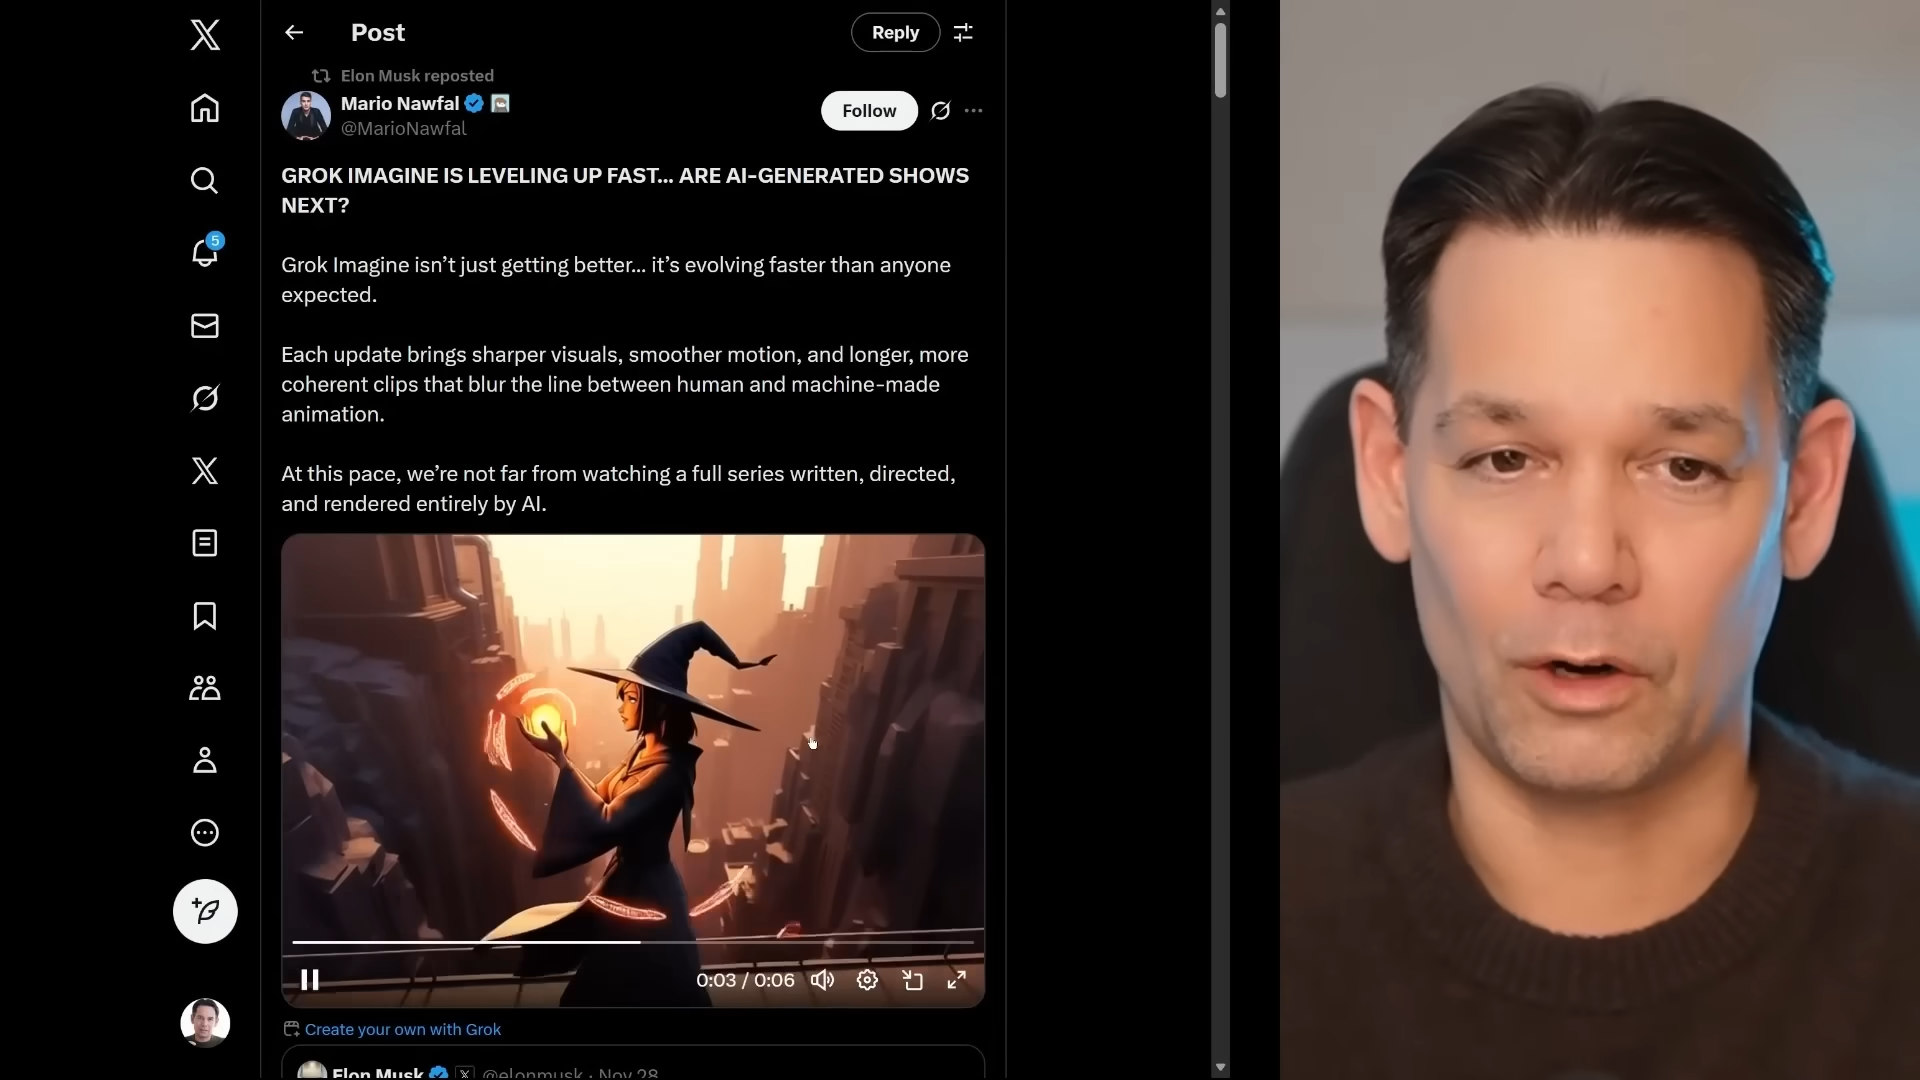 Post
Reply
Elon Musk reposted
Mario Nawfal
@MarioNawfal
Follow
GROK IMAGINE IS LEVELING UP FAST... ARE AI-GENERATED SHOWS
NEXT?
Grok Imagine isn’t just getting better... it’s evolving faster than anyone
expected.
Each update brings sharper visuals, smoother motion, and longer, more
coherent clips that blur the line between human and machine-made
animation.
At this pace, we’re not far from watching a full series written, directed,
and rendered entirely by AI.
5
0:03 / 0:06
Create your own with Grok
Elon Musk @elonmusk · Nov 28